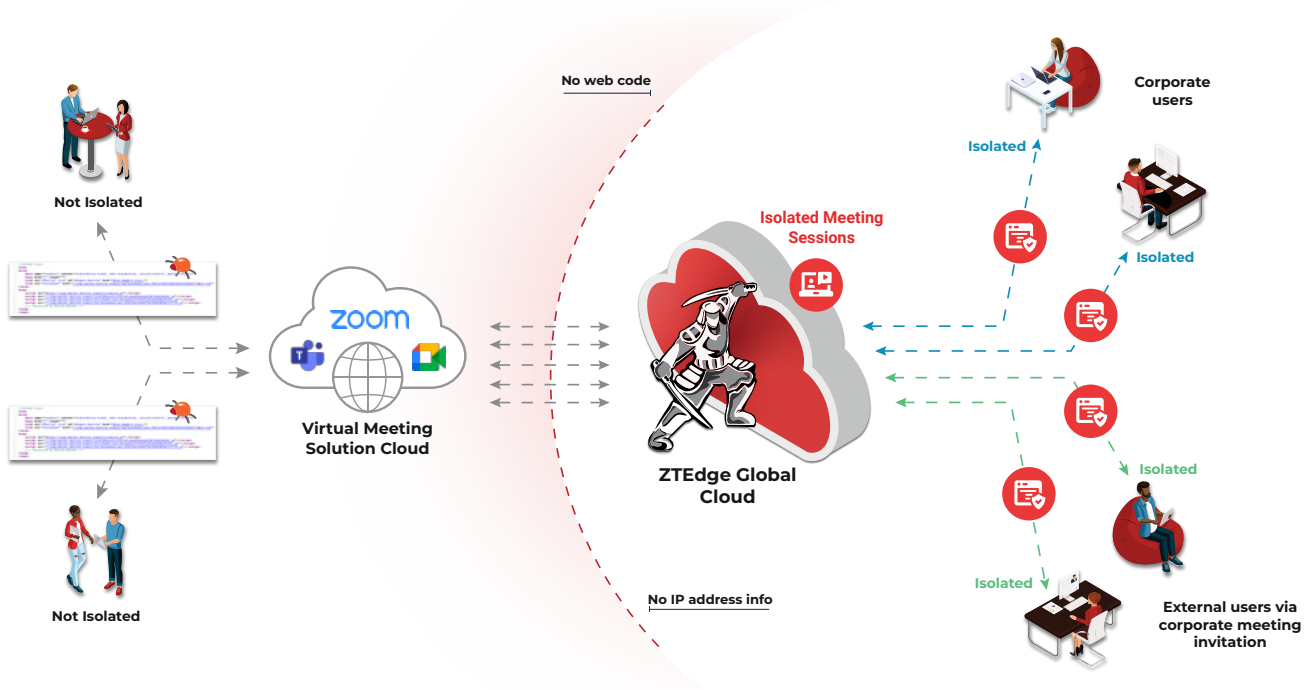 No web code
Corporate
users
Isolated
Not Isolated
Isolated Meeting
Sessions
Isolated
zoom
T
Virtual Meeting
Solution Cloud
ZTEdge Global
Cloud
Isolated
Isolated
No IP address info
Not Isolated
External users via
corporate meeting
invitation